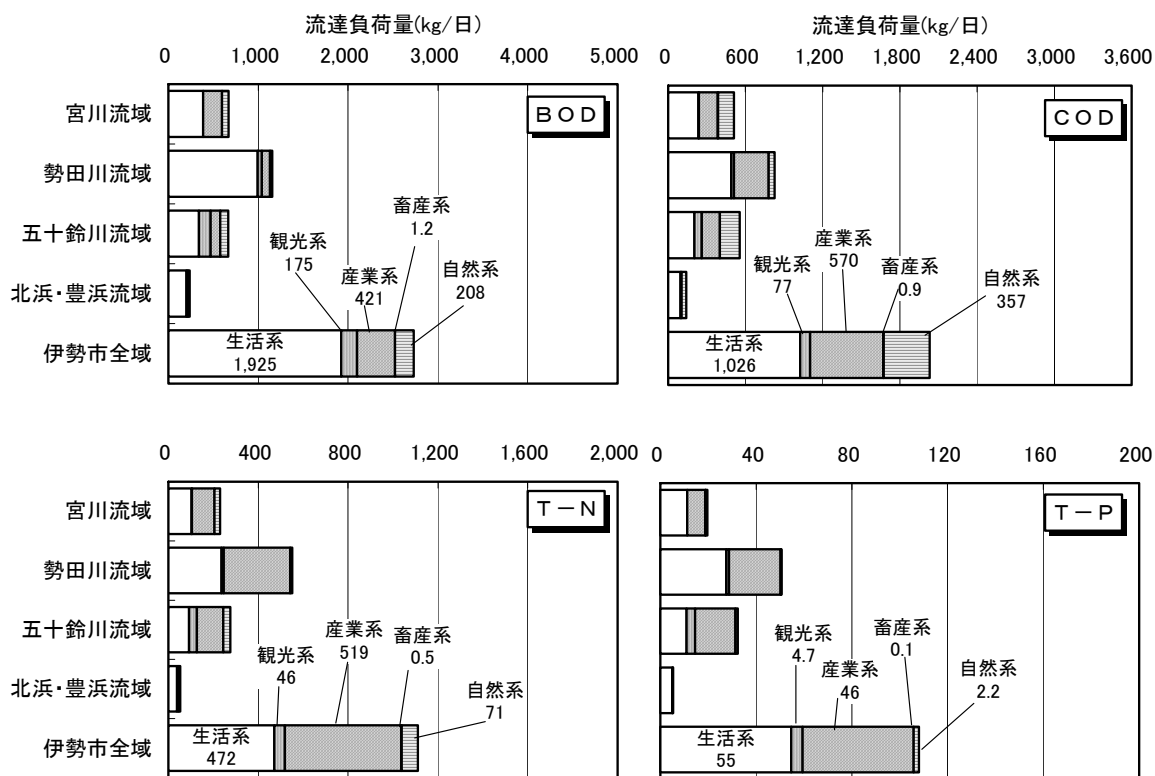 流達負荷量(kg/日)
0 1,000 2,000 3,000 4,000 5,000
BOD
宮川流域
勢田川流域
五十鈴川流域
北浜・豊浜流域
伊勢市全域
観光系
175
産業系
421
畜産系
1.2
自然系
208
生活系
1,925
流達負荷量(kg/日)
0 600 1,200 1,800 2,400 3,000 3,600
COD
観光系
77
産業系
570
畜産系
0.9
自然系
357
生活系
1,026
0 400 800 1,200 1,600 2,000
T-N
宮川流域
勢田川流域
五十鈴川流域
北浜・豊浜流域
伊勢市全域
観光系
46
産業系
519
畜産系
0.5
自然系
71
生活系
472
0 40 80 120 160 200
T-P
観光系
4.7
産業系
46
畜産系
0.1
自然系
2.2
生活系
55